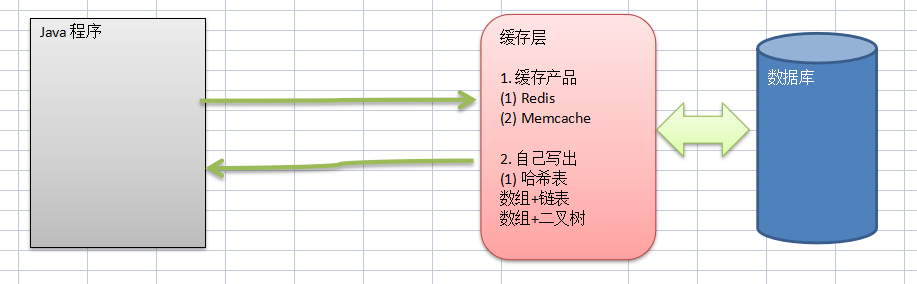 Java 程序
缓存层
1. 缓存产品
(1) Redis
(2) Memcache
2. 自己写出
(1) 哈希表
数组+链表
数组+二叉树
数据库